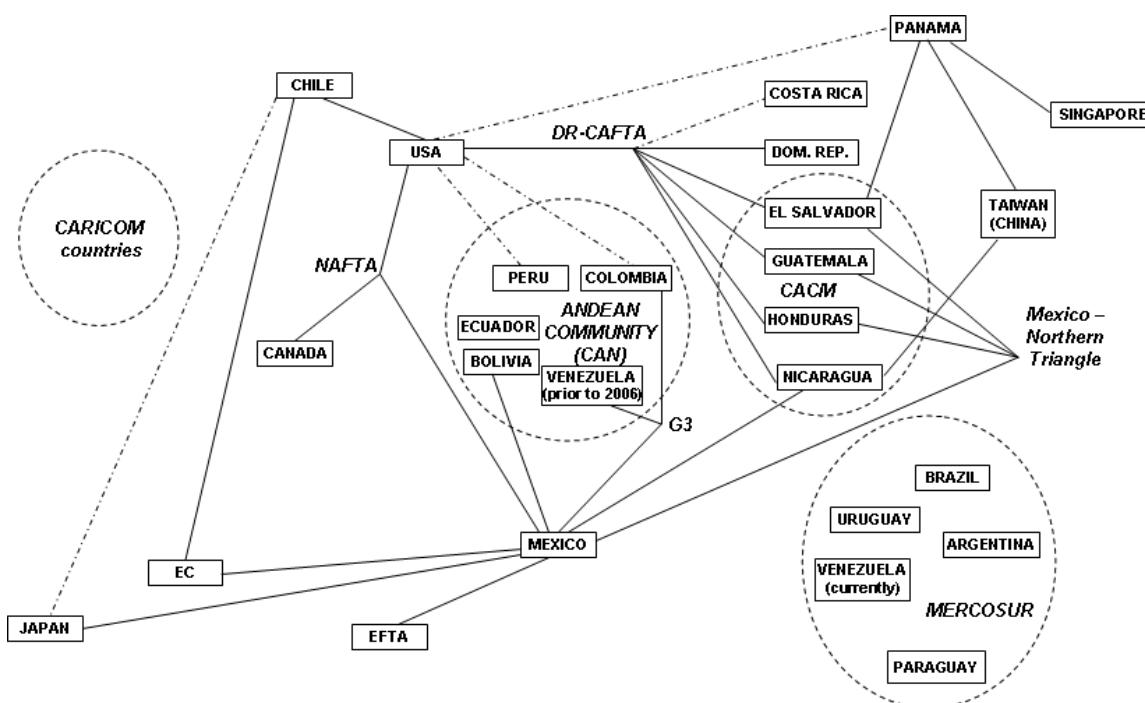 PANAMA
CHILE
COSTA RICA
SINGAPORE
DR-CAFTA
USA
DOM. REP.
CARICOM
countries
EL SALVADOR
TAIWAN
(CHINA)
NAFTA
PERU
COLOMBIA
GUATEMALA
ANDEAN
COMMUNITY
(CAN)
CACM
ECUADOR
HONDURAS
Mexico –
Northern
Triangle
CANADA
BOLIVIA
VENEZUELA
(prior to 2006)
NICARAGUA
G3
BRAZIL
URUGUAY
MEXICO
ARGENTINA
EC
VENEZUELA
(currently)
MERCOSUR
JAPAN
EFTA
PARAGUAY